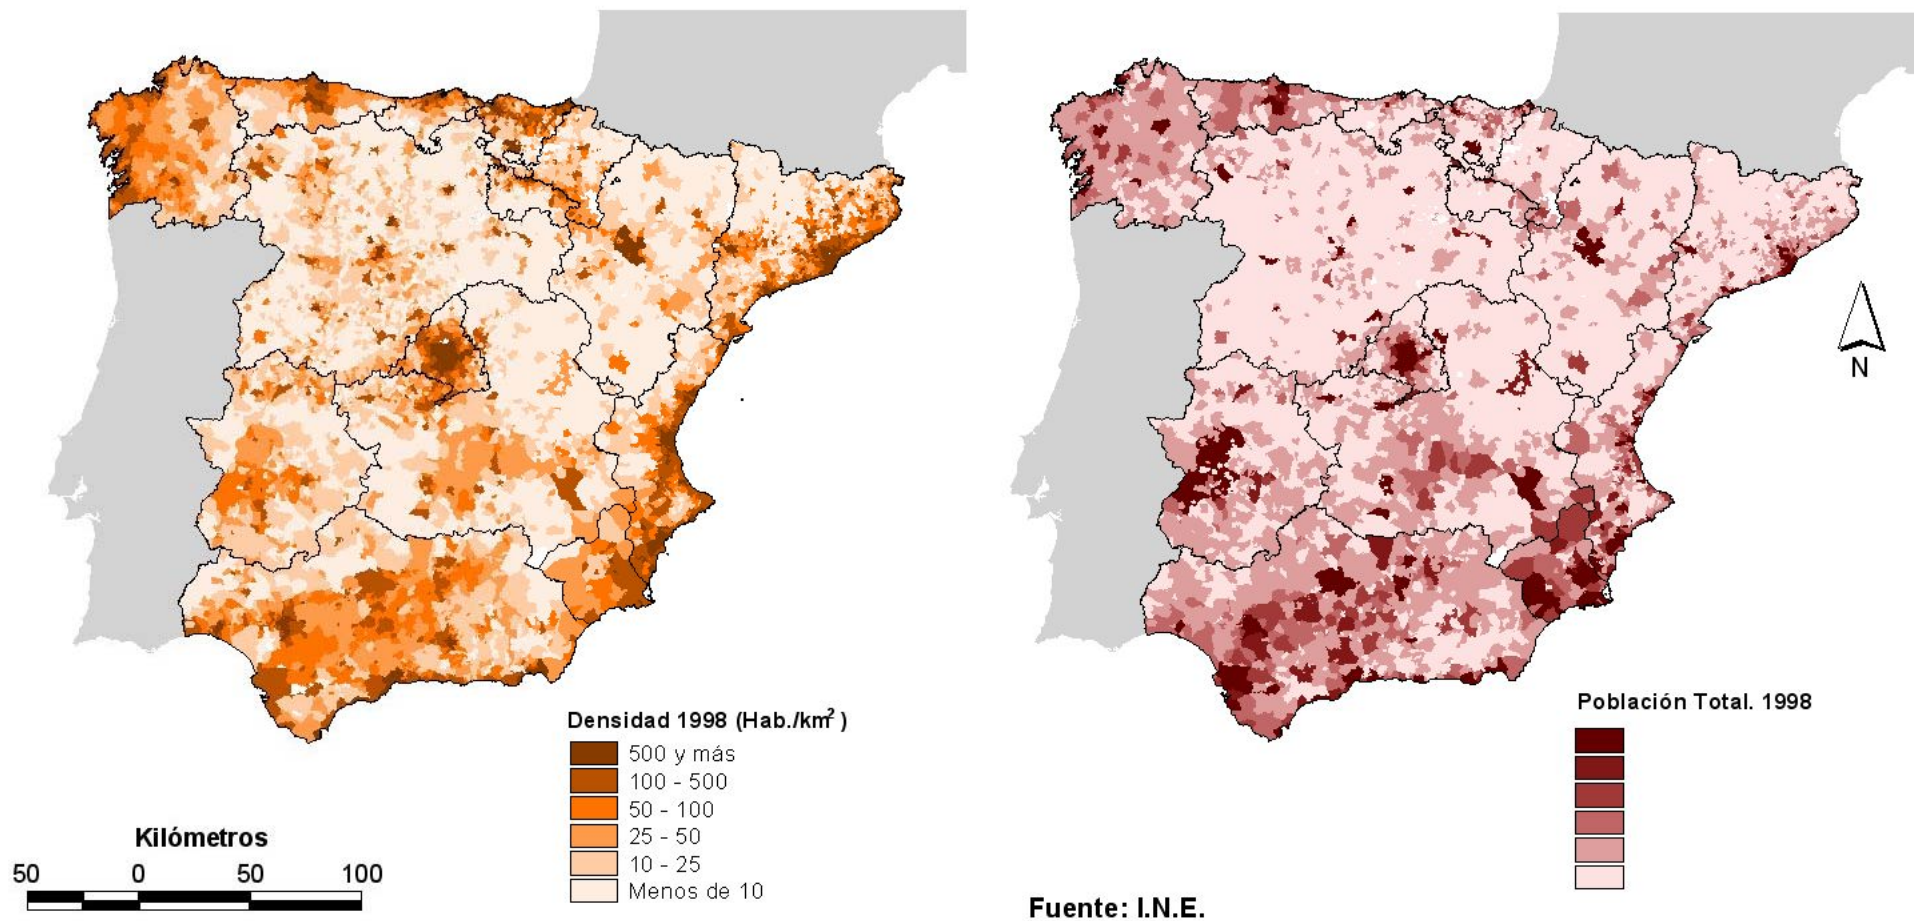 Densidad 1998 (Hab./km²)
500 y más
100 - 500
50 - 100
25 - 50
10 - 25
Menos de 10
Kilómetros
50 0 50 100
N
Población Total. 1998
Fuente: I.N.E.